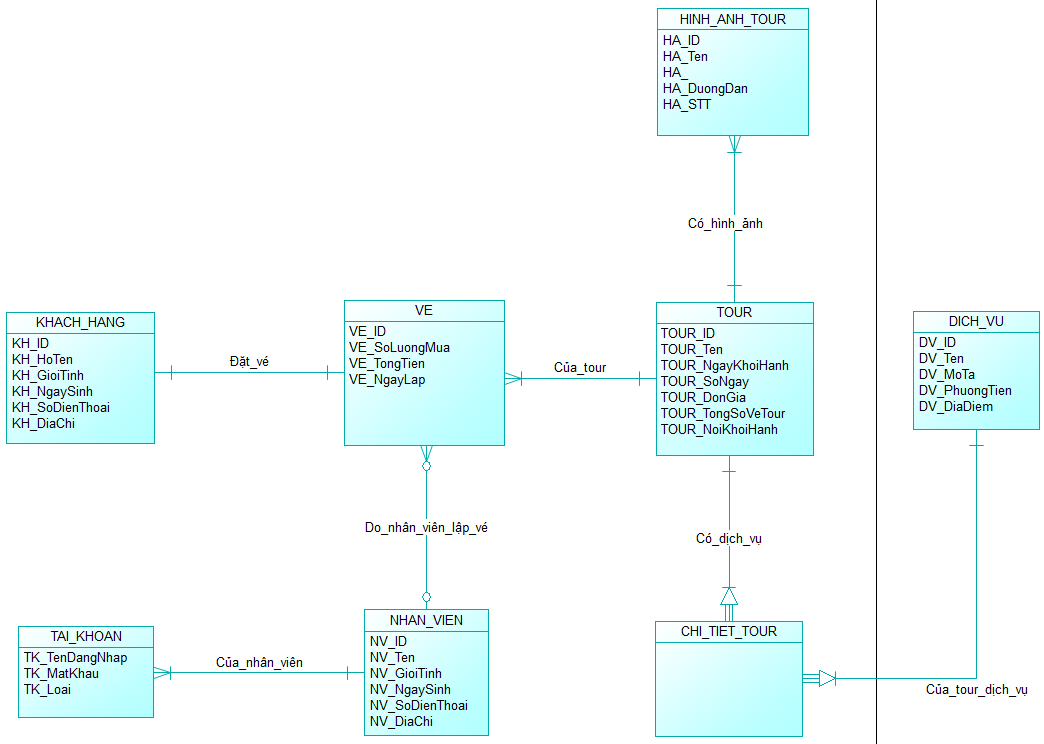 HINH_ANH_TOUR
HA_ID
HA_Ten
HA_
HA_DuongDan
HA_STT
Có_hình_ảnh
KHACH_HANG
KH_ID
KH_HoTen
KH_GioiTinh
KH_NgaySinh
KH_SoDienThoai
KH_DiaChi
Đặt_vé
VE
VE_ID
VE_SoLuongMua
VE_TongTien
VE_NgayLap
Của_tour
TOUR
TOUR_ID
TOUR_Ten
TOUR_NgayKhoiHanh
TOUR_SoNgay
TOUR_DonGia
TOUR_TongSoVeTour
TOUR_NoiKhoiHanh
DICH_VU
DV_ID
DV_Ten
DV_MoTa
DV_PhuongTien
DV_DiaDiem
Do_nhân_viên_lập_vé
Có_dịch_vụ
TAI_KHOAN
TK_TenDangNhap
TK_MatKhau
TK_Loai
Của_nhân_viên
NHAN_VIEN
NV_ID
NV_Ten
NV_GioiTinh
NV_NgaySinh
NV_SoDienThoai
NV_DiaChi
CHI_TIET_TOUR
Của_tour_dịch_vụ